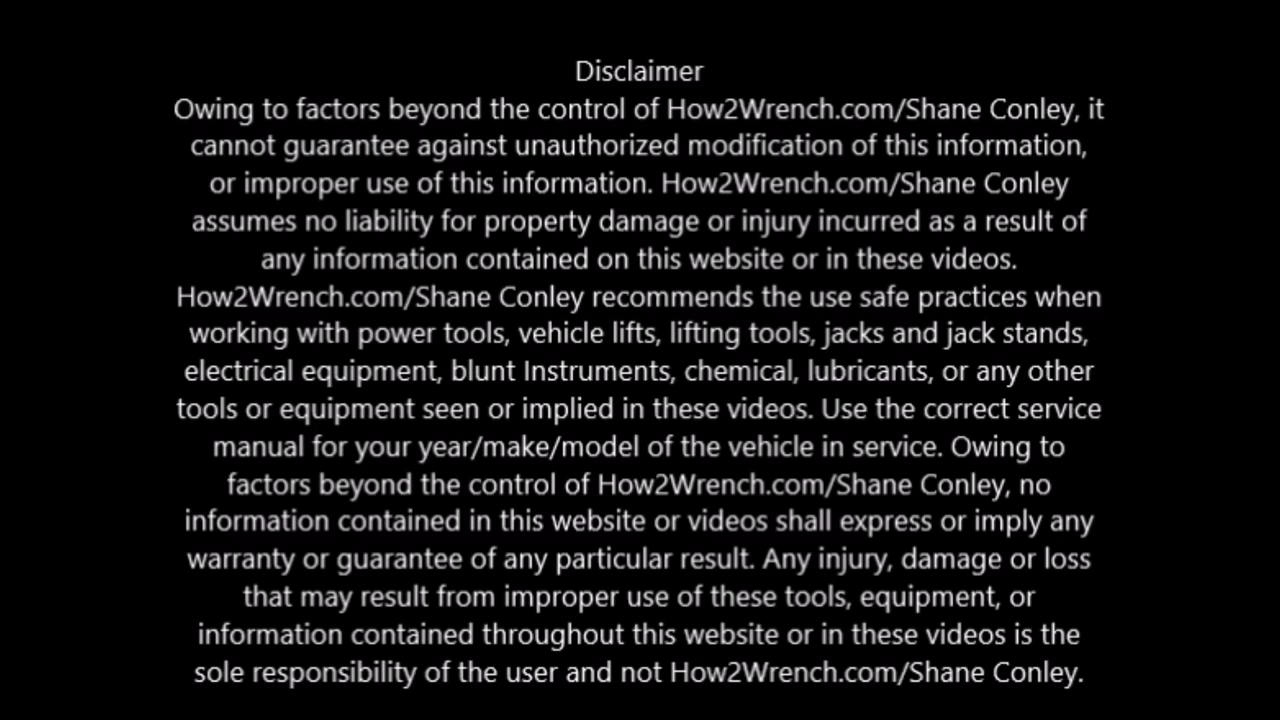 Disclaimer
Owing to factors beyond the control of How2Wrench.com/Shane Conley, it
cannot guarantee against unauthorized modification of this information,
or improper use of this information. How2Wrench.com/Shane Conley
assumes no liability for property damage or injury incurred as a result of
any information contained on this website or in these videos.
How2Wrench.com/Shane Conley recommends the use safe practices when
working with power tools, vehicle lifts, lifting tools, jacks and jack stands,
electrical equipment, blunt Instruments, chemical, lubricants, or any other
tools or equipment seen or implied in these videos. Use the correct service
manual for your year/make/model of the vehicle in service. Owing to
factors beyond the control of How2Wrench.com/Shane Conley, no
information contained in this website or videos shall express or imply any
warranty or guarantee of any particular result. Any injury, damage or loss
that may result from improper use of these tools, equipment, or
information contained throughout this website or in these videos is the
sole responsibility of the user and not How2Wrench.com/Shane Conley.